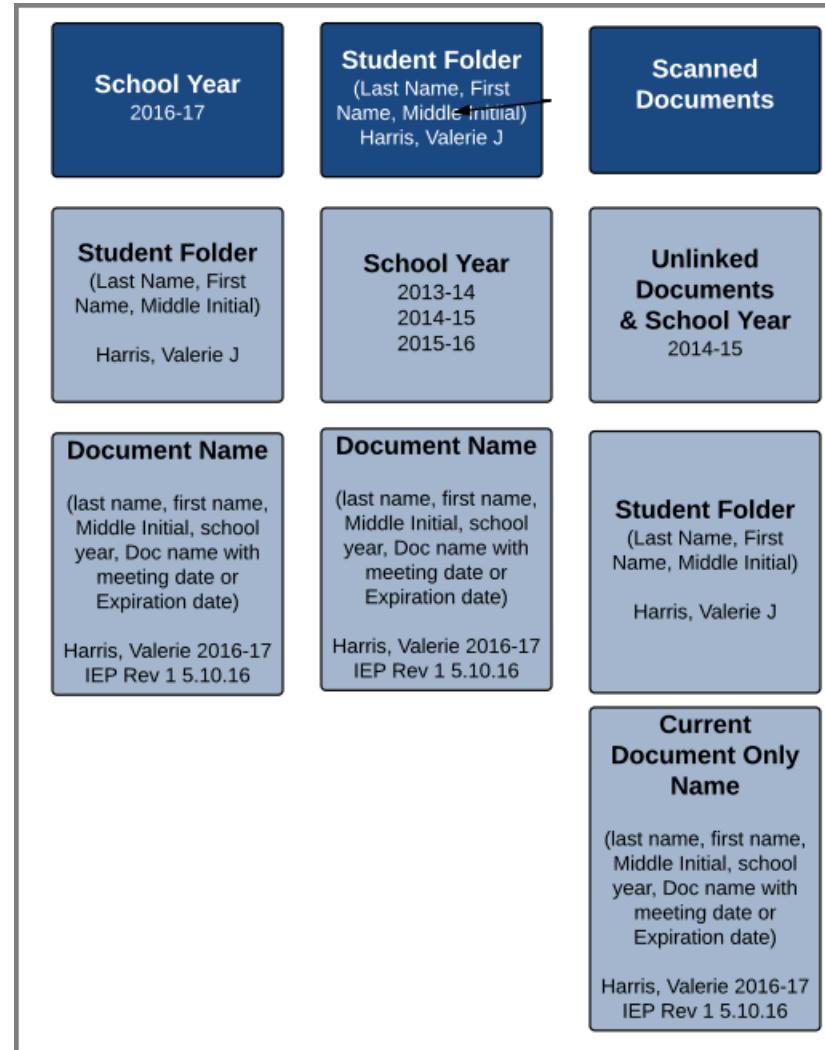 School Year
2016-17
Student Folder
(Last Name, First
Name, Middle Initiial)
Harris, Valerie J
Scanned
Documents
Student Folder
(Last Name, First
Name, Middle Initial)
Harris, Valerie J
School Year
2013-14
2014-15
2015-16
Unlinked
Documents
& School Year
2014-15
Document Name
(last name, first name,
Middle Initial, school
year, Doc name with
meeting date or
Expiration date)
Harris, Valerie 2016-17
IEP Rev 1 5.10.16
Document Name
(last name, first name,
Middle Initial, school
year, Doc name with
meeting date or
Expiration date)
Harris, Valerie 2016-17
IEP Rev 1 5.10.16
Student Folder
(Last Name, First
Name, Middle Initial)
Harris, Valerie J
Current
Document Only
Name
(last name, first name,
Middle Initial, school
year, Doc name with
meeting date or
Expiration date)
Harris, Valerie 2016-17
IEP Rev 1 5.10.16